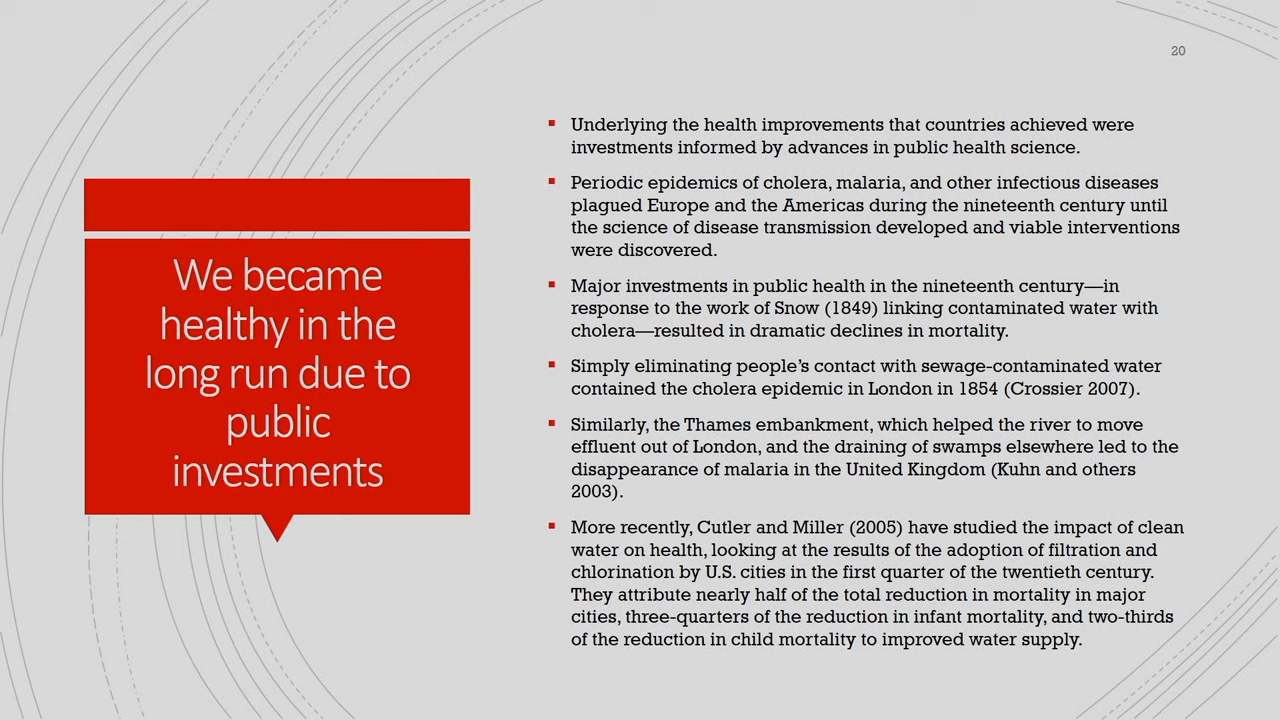 20
We became
healthy in the
long run due to
public
investments
▪ Underlying the health improvements that countries achieved were
investments informed by advances in public health science.
▪ Periodic epidemics of cholera, malaria, and other infectious diseases
plagued Europe and the Americas during the nineteenth century until
the science of disease transmission developed and viable interventions
were discovered.
▪ Major investments in public health in the nineteenth century—in
response to the work of Snow (1849) linking contaminated water with
cholera—resulted in dramatic declines in mortality.
▪ Simply eliminating people’s contact with sewage-contaminated water
contained the cholera epidemic in London in 1854 (Crossier 2007).
▪ Similarly, the Thames embankment, which helped the river to move
effluent out of London, and the draining of swamps elsewhere led to the
disappearance of malaria in the United Kingdom (Kuhn and others
2003).
▪ More recently, Cutler and Miller (2005) have studied the impact of clean
water on health, looking at the results of the adoption of filtration and
chlorination by U.S. cities in the first quarter of the twentieth century.
They attribute nearly half of the total reduction in mortality in major
cities, three-quarters of the reduction in infant mortality, and two-thirds
of the reduction in child mortality to improved water supply.